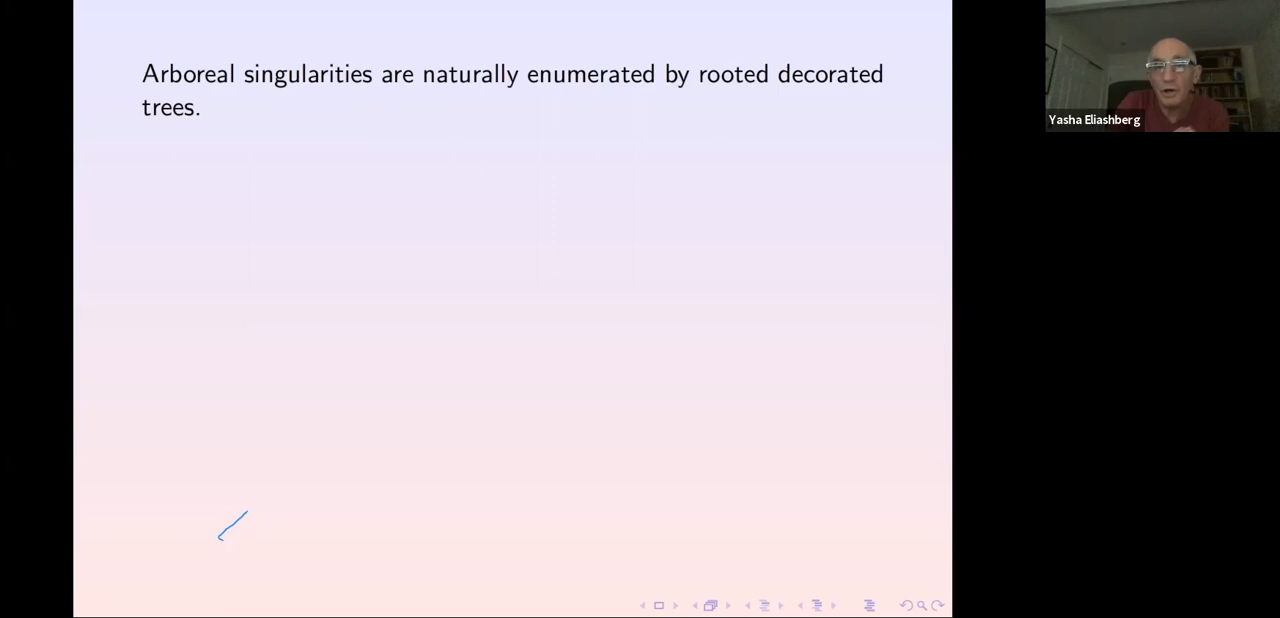 Arboreal singularities are naturally enumerated by rooted decorated
trees.
Yasha Eliashberg